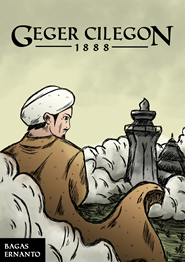 GEGER CILEGON
1888
BAGAS
ERNANTO